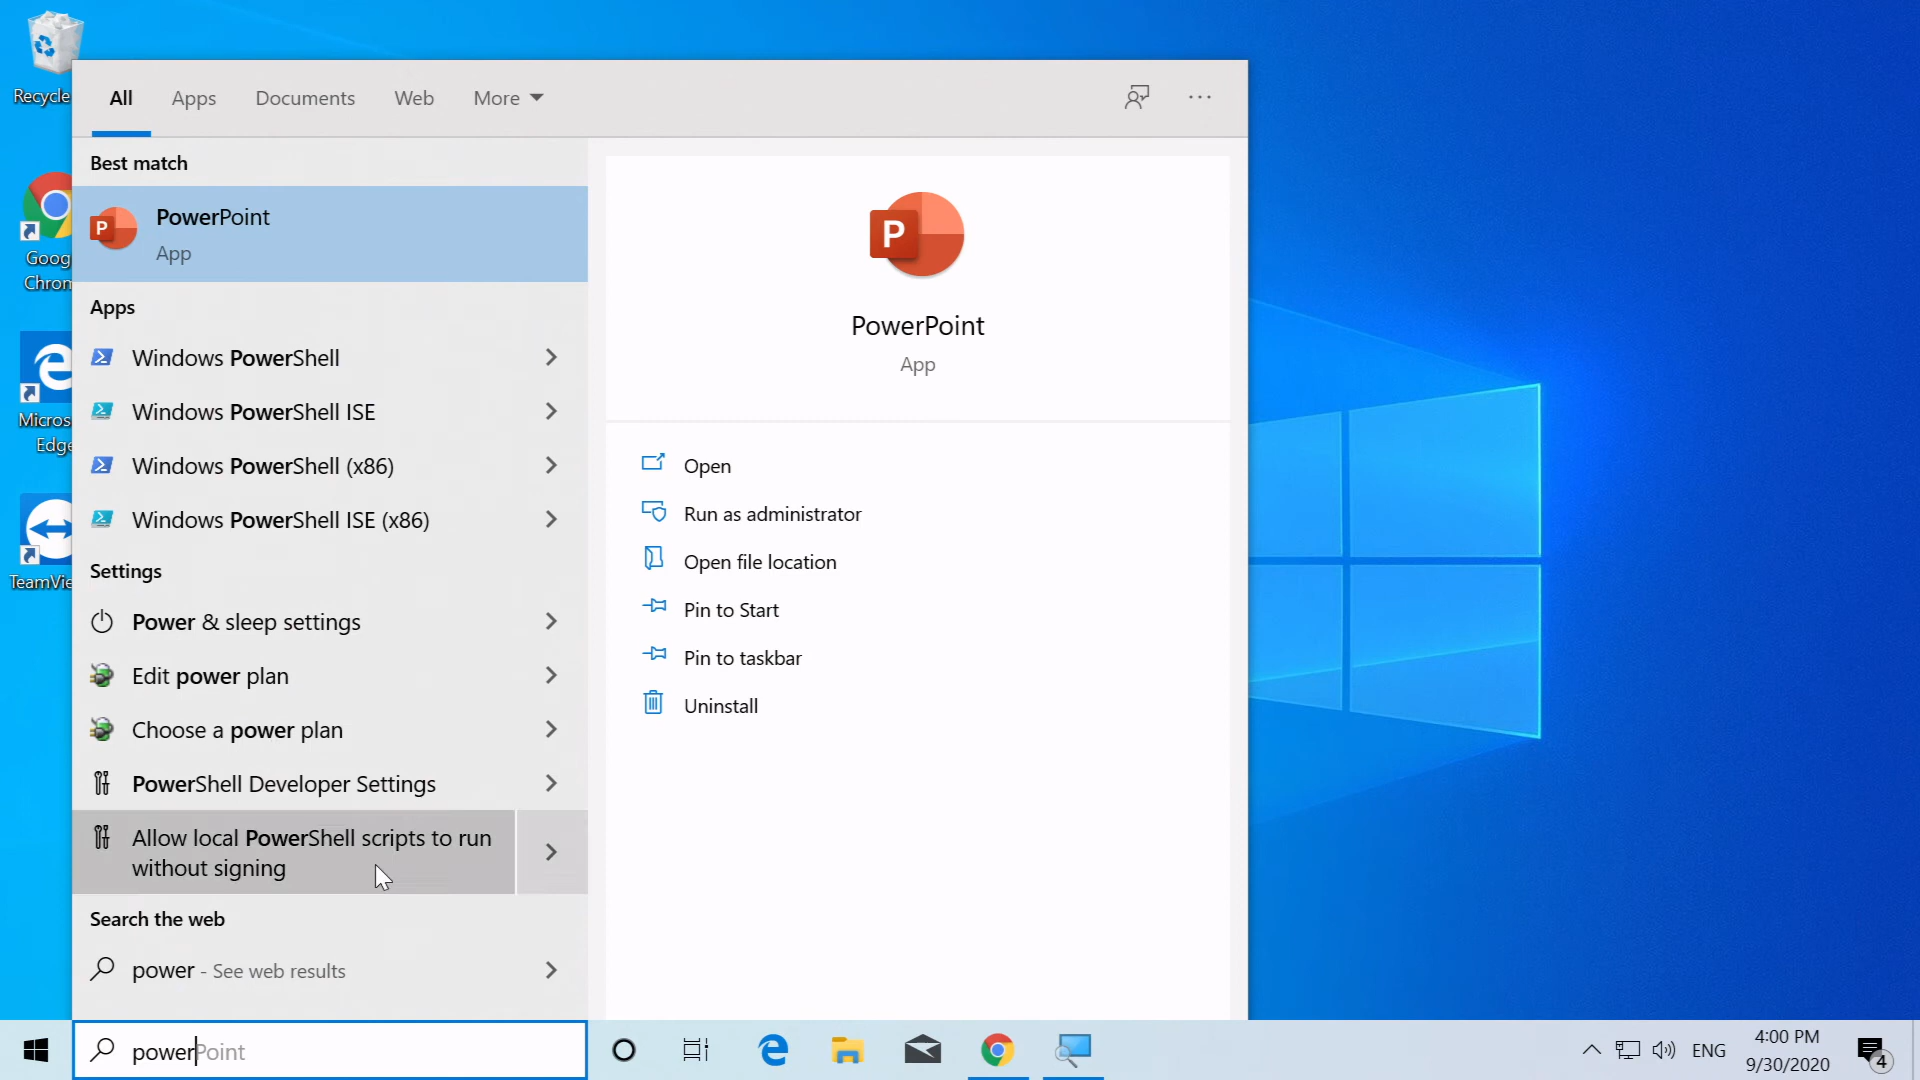 All Apps Documents Web More
Best match
PowerPoint
App
Apps
Windows PowerShell
Windows PowerShell ISE
Windows PowerShell (x86)
Windows PowerShell ISE (x86)
Settings
Power & sleep settings
Edit power plan
Choose a power plan
PowerShell Developer Settings
Allow local PowerShell scripts to run
without signing
Search the web
power - See web results
P
PowerPoint
App
Open
Run as administrator
Open file location
Pin to Start
Pin to taskbar
Uninstall
Recycle
Goog
Chrom
Micros
Edge
TeamVie
powerPoint
ENG
4:00 PM
9/30/2020
4